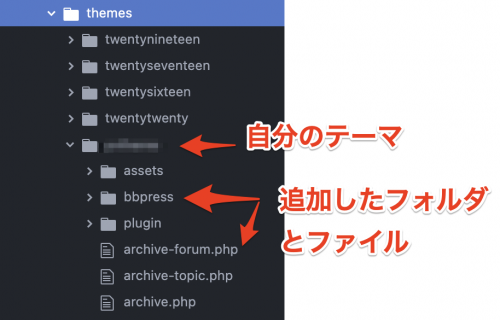 themes
twentynineteen
twentyseventeen
twentysixteen
twentytwenty
自分のテーマ
assets
bbpress
追加したフォルダ
とファイル
plugin
archive-forum.php
archive-topic.php
archive.php